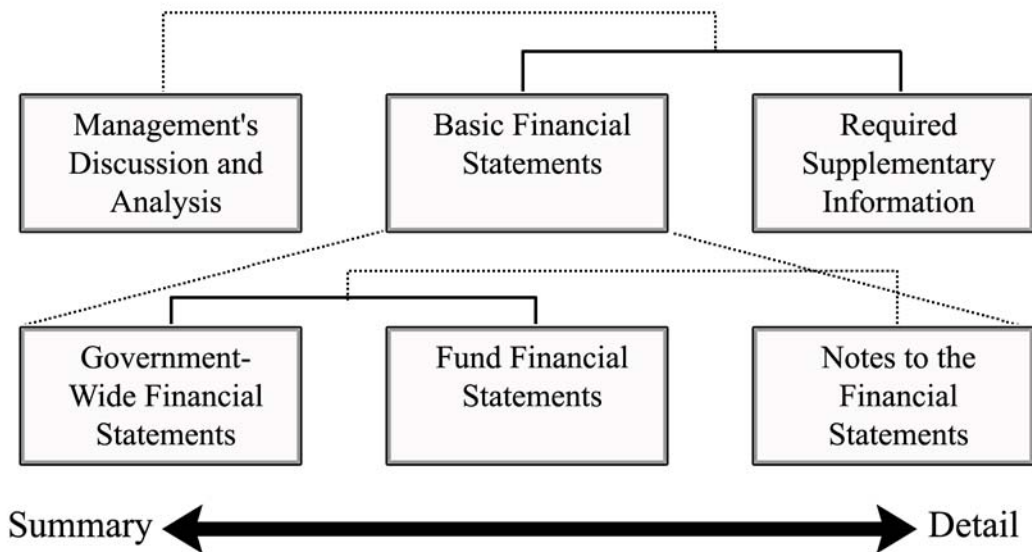 Management's
Discussion and
Analysis
Basic Financial
Statements
Required
Supplementary
Information
Government-
Wide Financial
Statements
Fund Financial
Statements
Notes to the
Financial
Statements
Summary
Detail